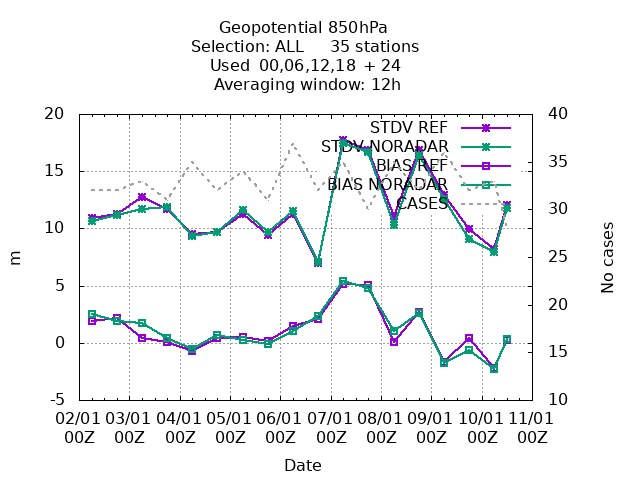 Geopotential 850hPa
Selection: ALL 35 stations
Used 00,06,12,18 + 24
Averaging window: 12h
20 40
STDV REF
STDV NORADAR
15 35
BIAS REF
BIAS NORADAR
CASES
10 30
m
No cases
25
5
20
0 15
-5 10
02/01 03/01 04/01 05/01 06/01 07/01 08/01 09/01 10/01 11/01
00Z 00Z 00Z 00Z 00Z 00Z 00Z 00Z 00Z 00Z
Date